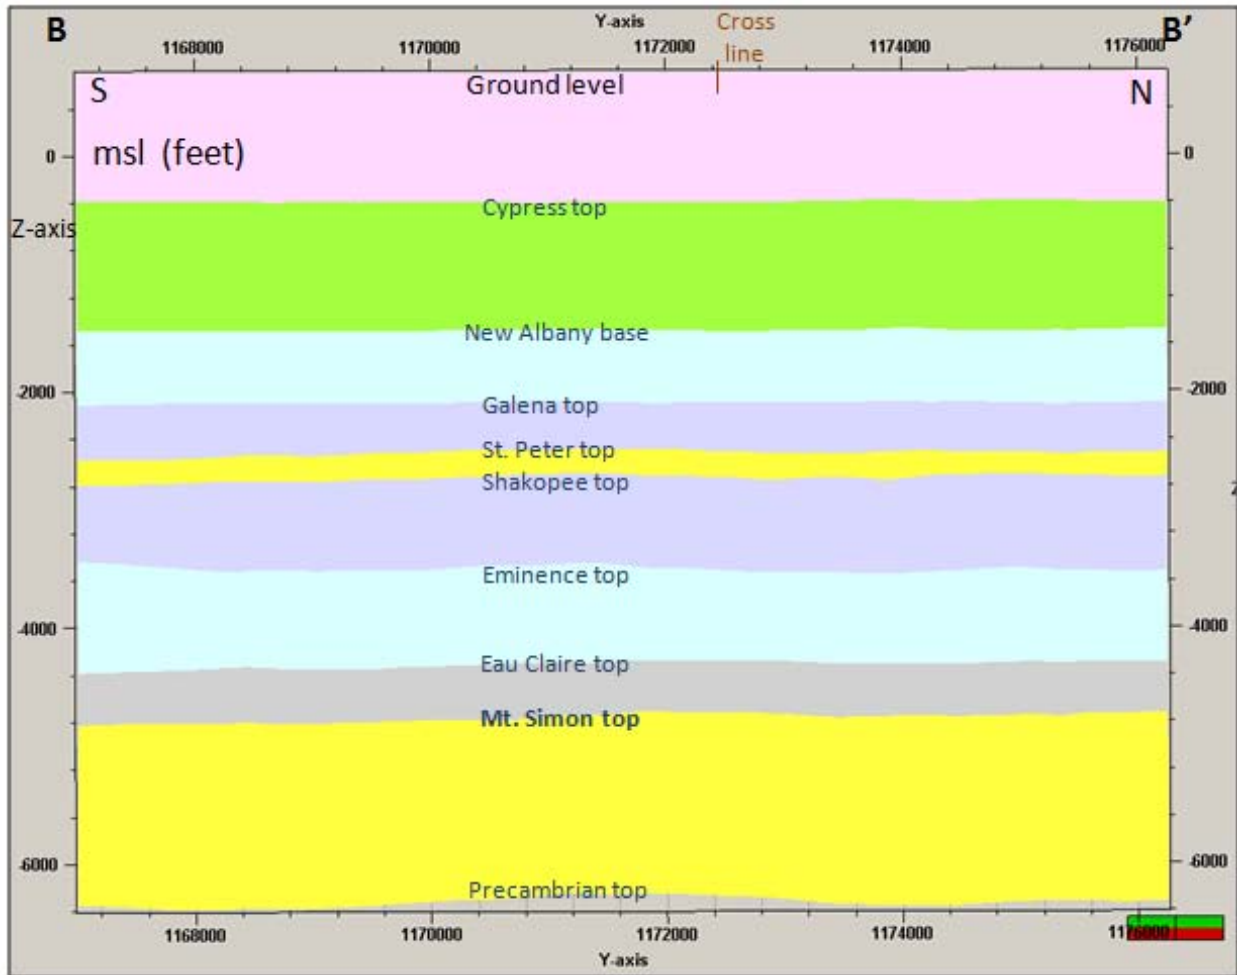 B
Y-axis
Cross
line
B’
1168000
1170000
1172000
1174000
1176000
S
Ground level
N
0
msl (feet)
0
Cypress top
Z-axis
New Albany base
-2000
-2000
Galena top
St. Peter top
Shakopee top
Eminence top
-4000
-4000
Eau Claire top
Mt. Simon top
-6000
-6000
Precambrian top
1168000
1170000
1172000
1174000
1176000
Y-axis